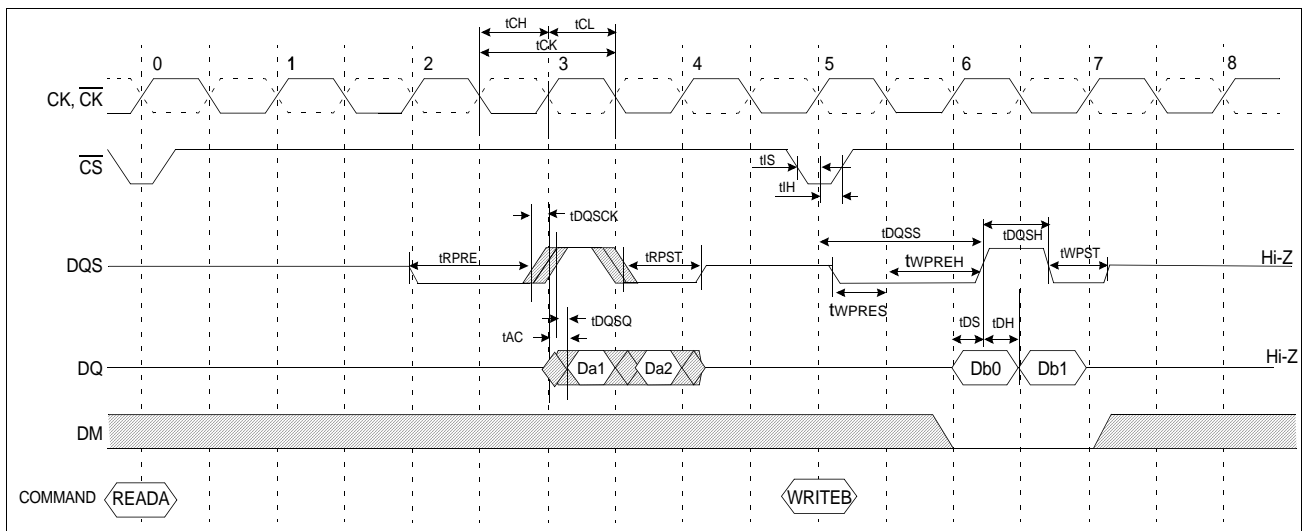 tCH tCL
tCK
0 1 2 3 4 5 6 7 8
CK, CK
CS
tIS
tIH
tDQSCK
tDQSS
tDQSH
DQS
tRPRE
tRPST
tWPREH
tWPST
Hi-Z
tWPRES
tDQSQ
tAC
tDS tDH
DQ
Da1 Da2
Db0 Db1
Hi-Z
DM
COMMAND READA WRITEB